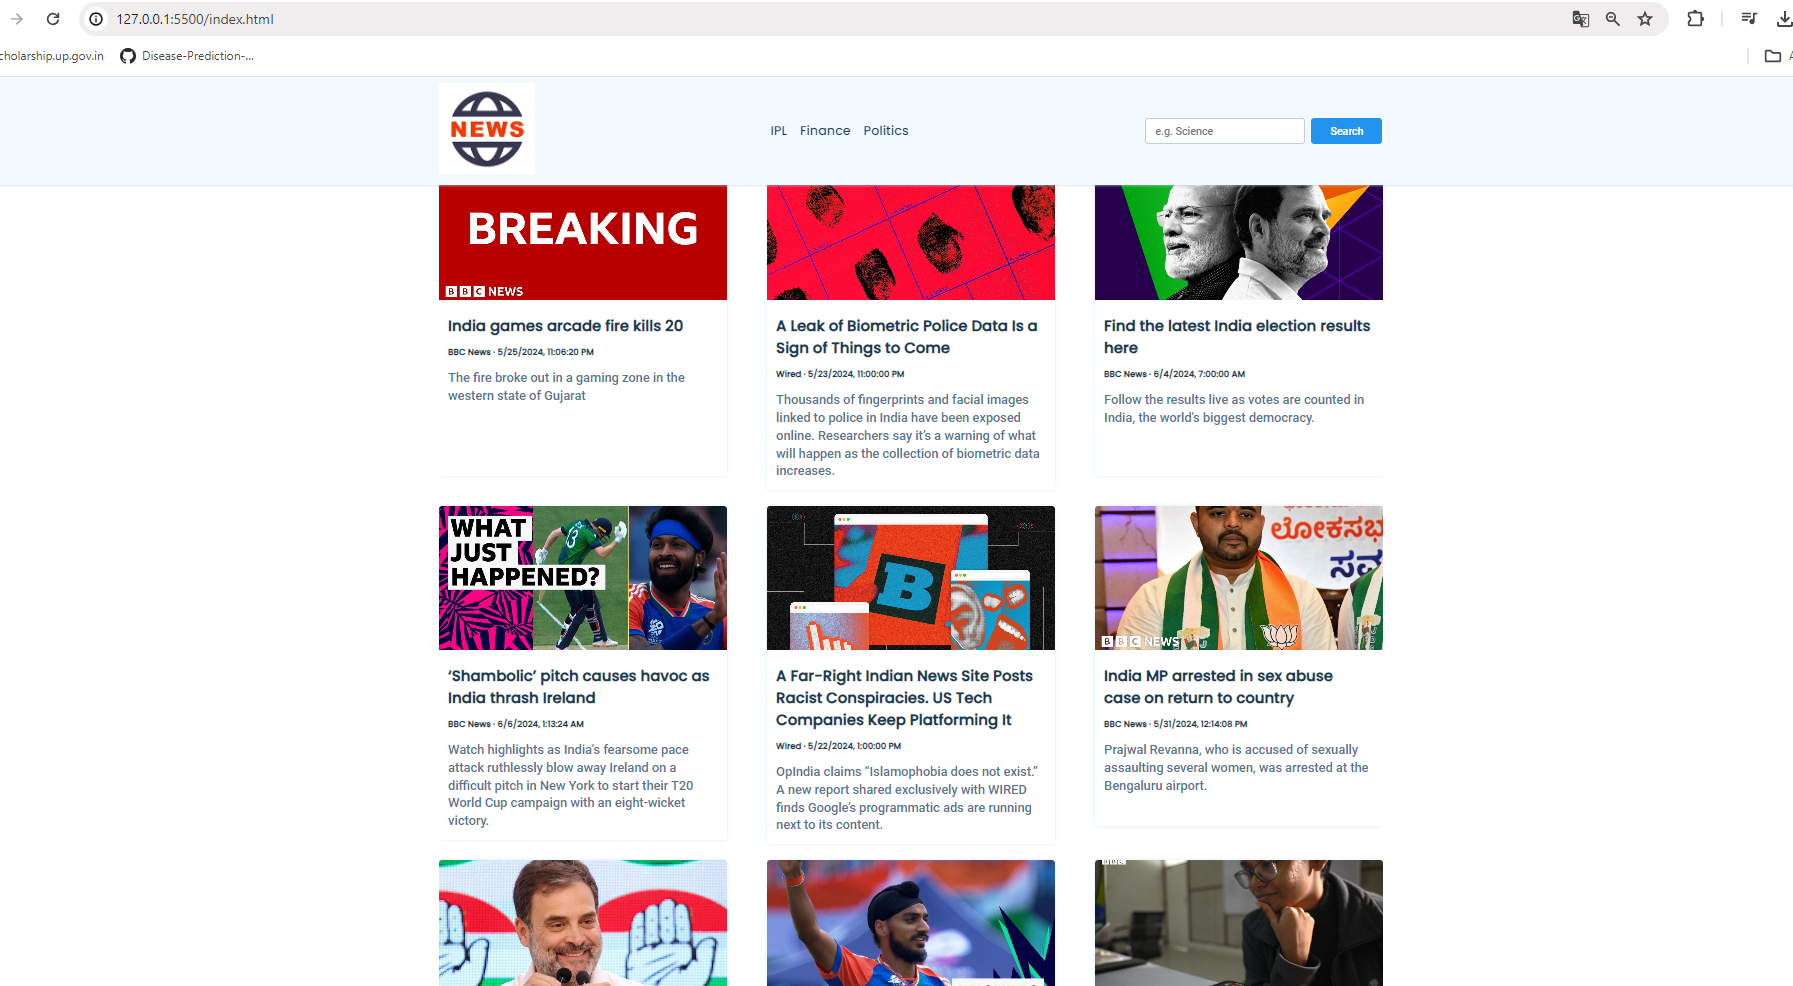 127.0.0.1:5500/index.html
cholarship.up.gov.in
Disease-Prediction-...
NEWS
IPL
Finance
Politics
e.g. Science
Search
BREAKING
BBC NEWS
India games arcade fire kills 20
BBC News · 5/25/2024, 11:06:20 PM
The fire broke out in a gaming zone in the
western state of Gujarat
A Leak of Biometric Police Data Is a
Sign of Things to Come
Wired · 5/23/2024, 11:00:00 PM
Thousands of fingerprints and facial images
linked to police in India have been exposed
online. Researchers say it’s a warning of what
will happen as the collection of biometric data
increases.
Find the latest India election results
here
BBC News · 6/4/2024, 7:00:00 AM
Follow the results live as votes are counted in
India, the world's biggest democracy.
WHAT
JUST
HAPPENED?
‘Shambolic’ pitch causes havoc as
India thrash Ireland
BBC News · 6/6/2024, 1:13:24 AM
Watch highlights as India's fearsome pace
attack ruthlessly blow away Ireland on a
difficult pitch in New York to start their T20
World Cup campaign with an eight-wicket
victory.
B
A Far-Right Indian News Site Posts
Racist Conspiracies. US Tech
Companies Keep Platforming It
Wired · 5/22/2024, 1:00:00 PM
OpIndia claims “Islamophobia does not exist.”
A new report shared exclusively with WIRED
finds Google’s programmatic ads are running
next to its content.
ಲೋಕಸಭ
ಸವ
BBC NEWS
India MP arrested in sex abuse
case on return to country
BBC News · 5/31/2024, 12:14:08 PM
Prajwal Revanna, who is accused of sexually
assaulting several women, was arrested at the
Bengaluru airport.